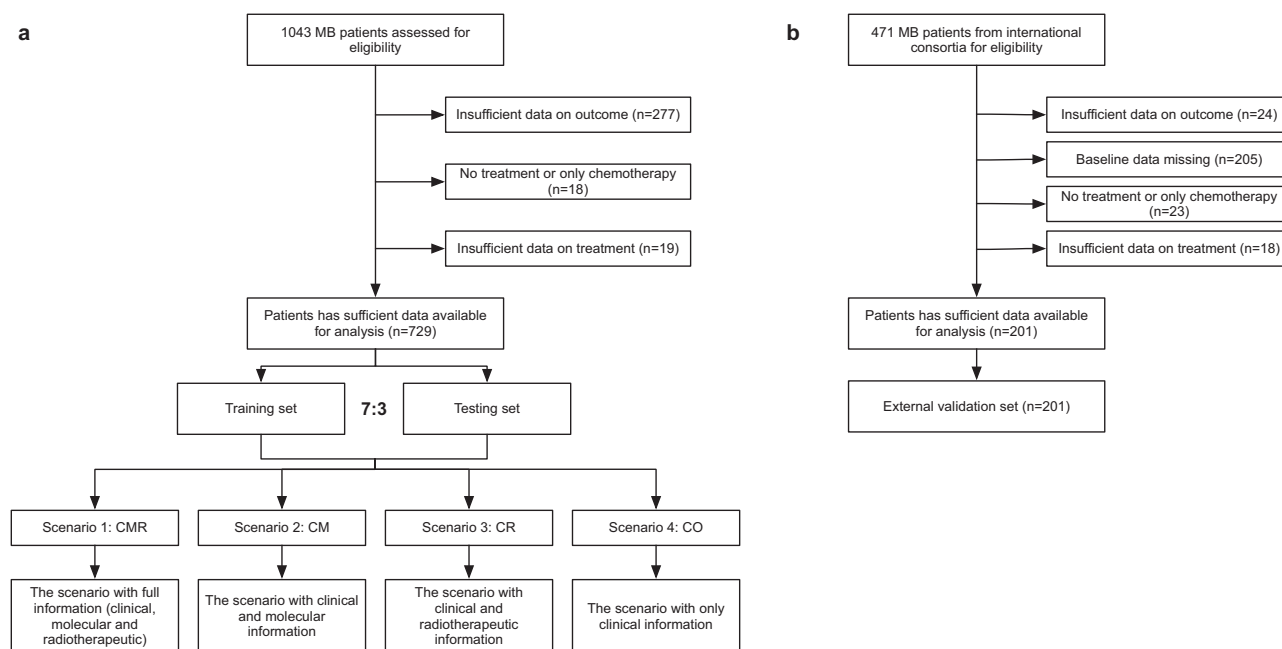 a
1043 MB patients assessed for
eligibility
Insufficient data on outcome (n=277)
No treatment or only chemotherapy
(n=18)
Insufficient data on treatment (n=19)
Patients has sufficient data available
for analysis (n=729)
Training set
7:3
Testing set
Scenario 1: CMR
Scenario 2: CM
Scenario 3: CR
Scenario 4: CO
The scenario with full
information (clinical,
molecular and
radiotherapeutic)
The scenario with clinical
and molecular
information
The scenario with
clinical and
radiotherapeutic
information
The scenario with only
clinical information
b
471 MB patients from international
consortia for eligibility
Insufficient data on outcome (n=24)
Baseline data missing (n=205)
No treatment or only chemotherapy
(n=23)
Insufficient data on treatment (n=18)
Patients has sufficient data available
for analysis (n=201)
External validation set (n=201)